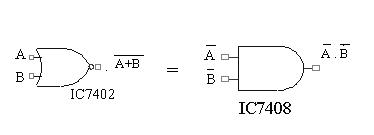 A
B
. A̅+̅B̅
IC7402
=
A̅
B̅
A̅ . B̅
IC7408